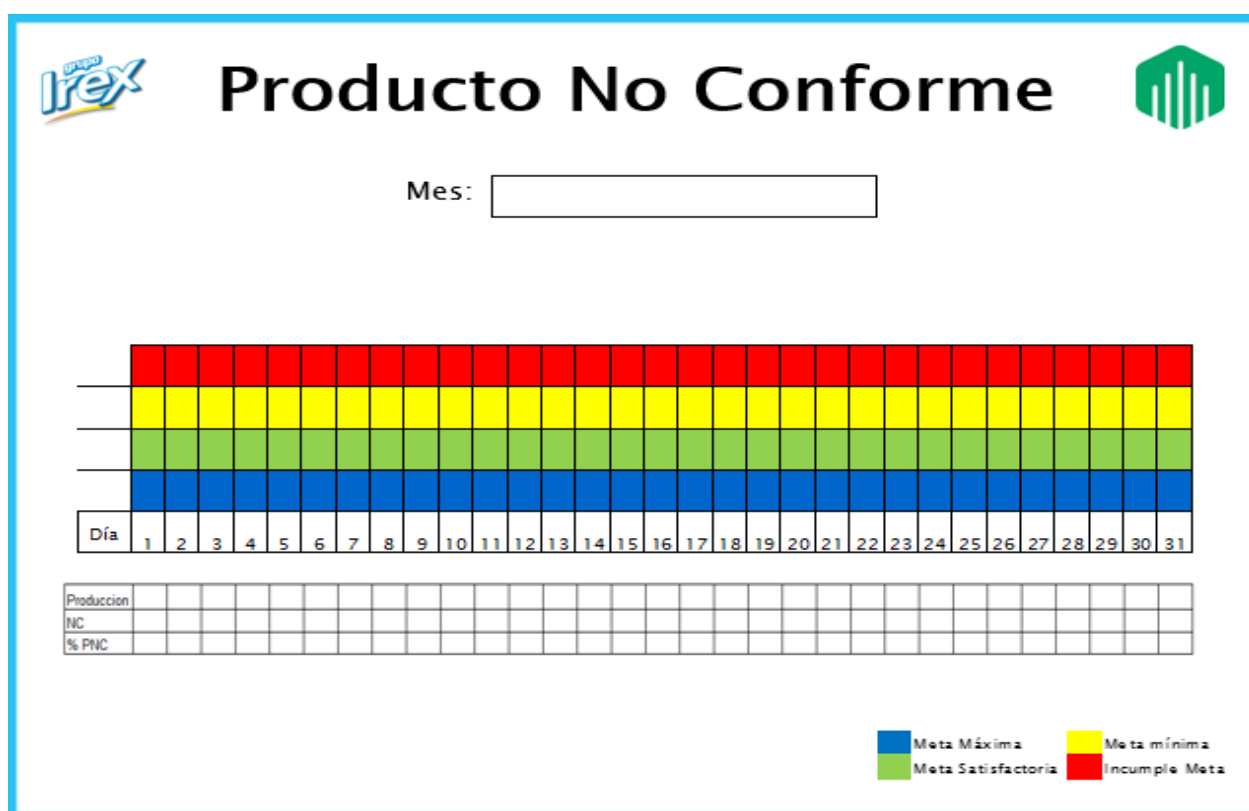 grupo
Irex
Producto No Conforme
Mes:
Día 1 2 3 4 5 6 7 8 9 10 11 12 13 14 15 16 17 18 19 20 21 22 23 24 25 26 27 28 29 30 31
Produccion
NC
% PNC
Meta Máxima Meta mínima
Meta Satisfactoria Incumple Meta